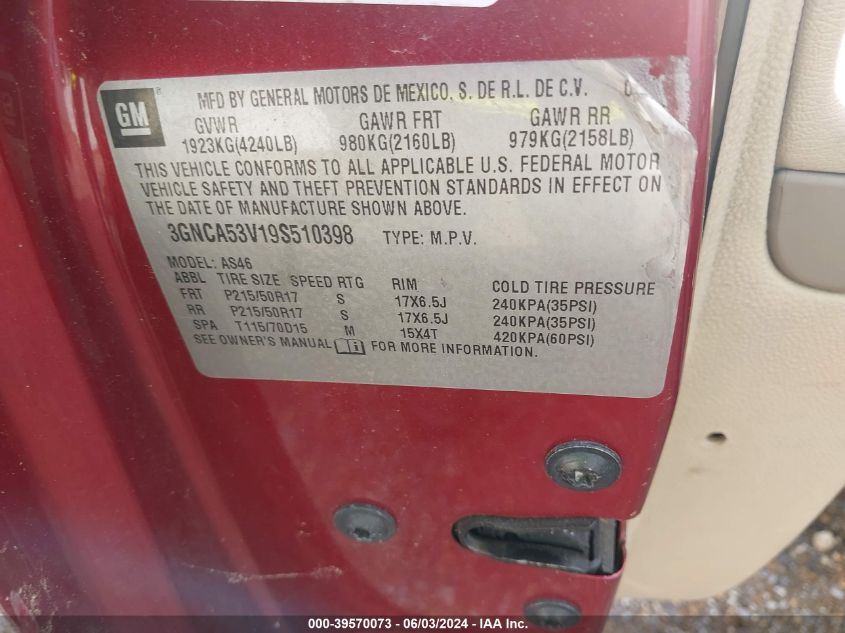 GM
MFD BY GENERAL MOTORS DE MEXICO, S. DE R.L. DE C.V.
GVWR GAWR FRT GAWR RR
1923KG(4240LB) 980KG(2160LB) 979KG(2158LB)
THIS VEHICLE CONFORMS TO ALL APPLICABLE U.S. FEDERAL MOTOR
VEHICLE SAFETY AND THEFT PREVENTION STANDARDS IN EFFECT ON
THE DATE OF MANUFACTURE SHOWN ABOVE.
3GNCA53V19S510398 TYPE: M.P.V.
MODEL: AS46
ABBL TIRE SIZE SPEED RTG RIM COLD TIRE PRESSURE
FRT P215/50R17 S 17X6.5J 240KPA(35PSI)
RR P215/50R17 S 17X6.5J 240KPA(35PSI)
SPA T115/70D15 M 15X4T 420KPA(60PSI)
SEE OWNER'S MANUAL FOR MORE INFORMATION.
000-39570073 - 06/03/2024 - IAA Inc.